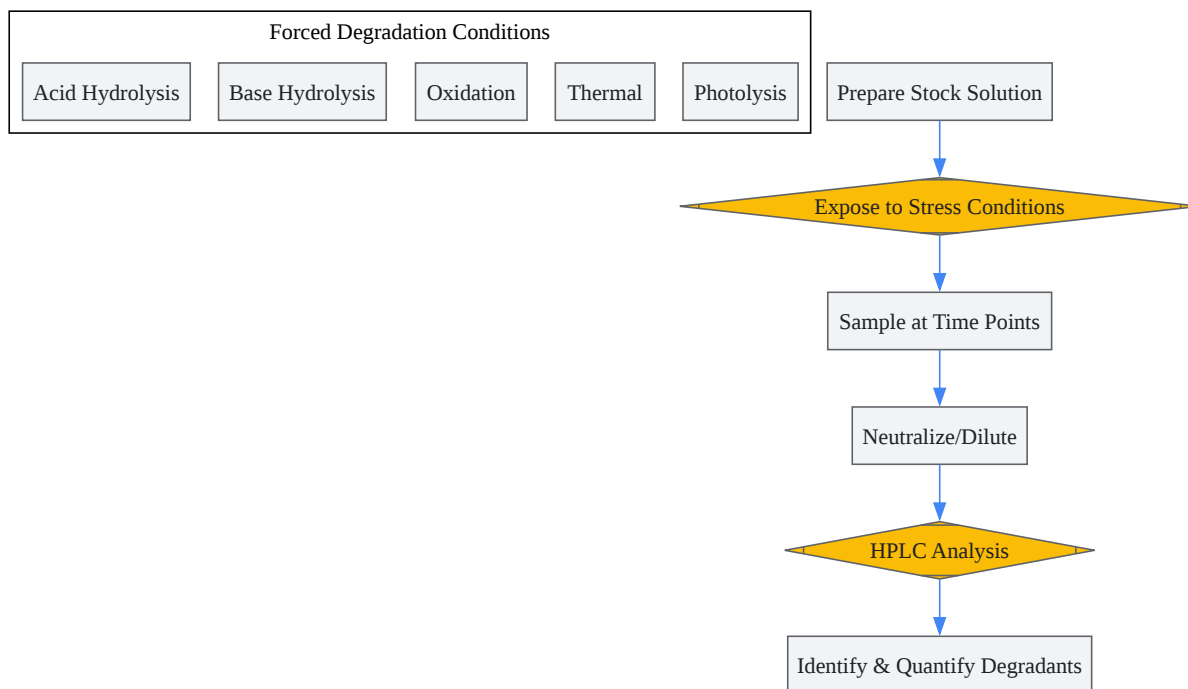 Forced Degradation Conditions
Acid Hydrolysis
Base Hydrolysis
Oxidation
Thermal
Photolysis
Prepare Stock Solution
Expose to Stress Conditions
Sample at Time Points
Neutralize/Dilute
HPLC Analysis
Identify & Quantify Degradants